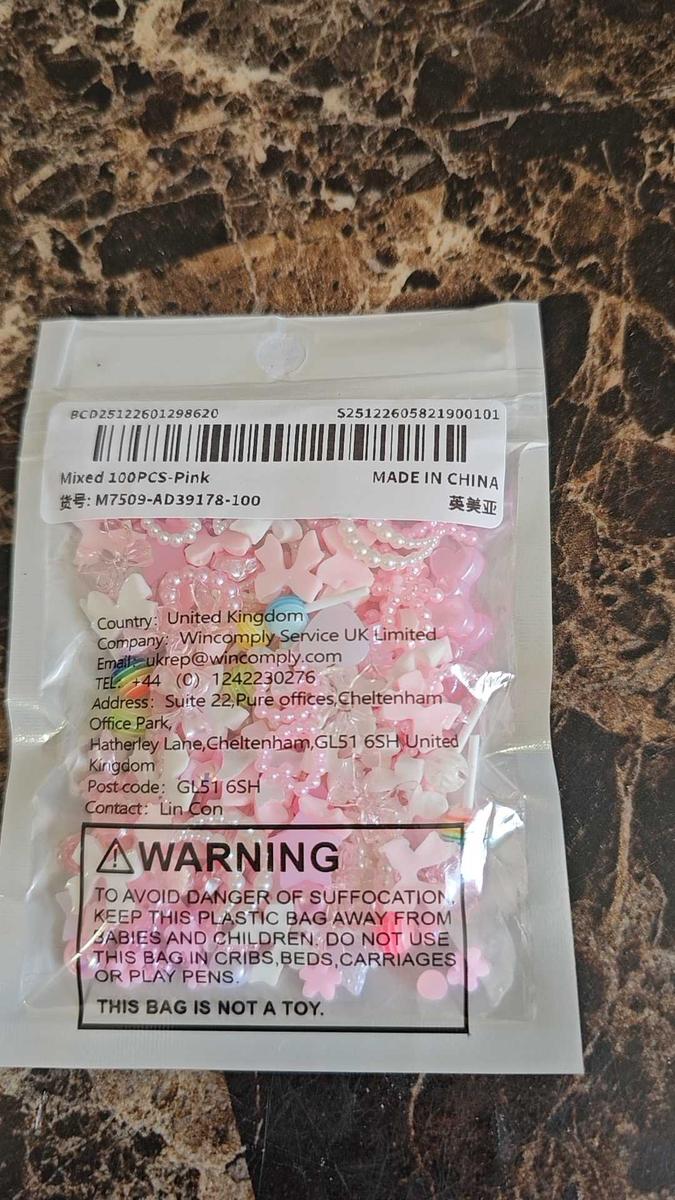 BCD25122601298620 S25122605821900101
Mixed 100PCS-Pink MADE IN CHINA
货号: M7509-AD39178-100 英美亚
Country: United Kingdom
Company: Wincomply Service UK Limited
Email: ukrep@wincomply.com
TEL: +44 (0) 1242230276
Address: Suite 22,Pure offices,Cheltenham
Office Park,
Hatherley Lane,Cheltenham,GL51 6SH,United
Kingdom
Post code: GL51 6SH
Contact: Lin Con
WARNING
TO AVOID DANGER OF SUFFOCATION,
KEEP THIS PLASTIC BAG AWAY FROM
BABIES AND CHILDREN. DO NOT USE
THIS BAG IN CRIBS,BEDS,CARRIAGES
OR PLAY PENS.
THIS BAG IS NOT A TOY.